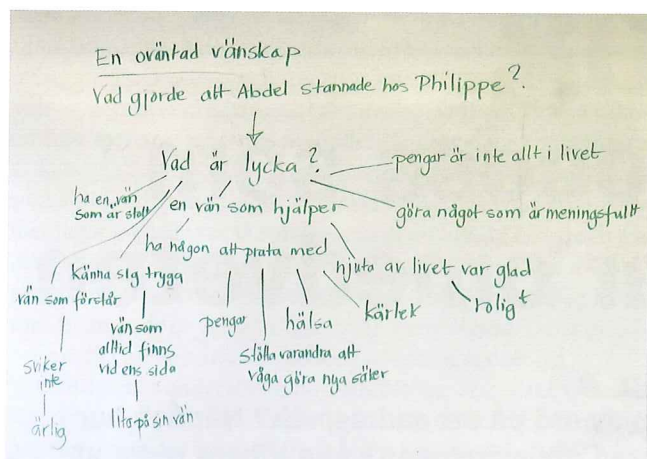 En oväntad vänskap
Vad gjorde att Abdel stannade hos Philippe?
Vad är lycka?
pengar är inte allt i livet
ha en vän
som är stolt
en vän som hjälper
göra något som är meningsfullt
ha någon att prata med
känna sig tryga
njuta av livet var glad
roligt
vän som förstår
sviker
inte
ärlig
vän som
alltid finns
vid ens sida
lita på sin vän
pengar
hälsa
kärlek
stötta varandra att
våga göra nya saker